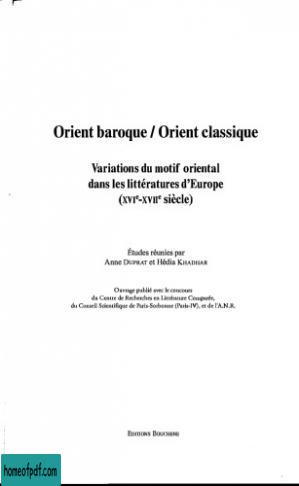 Orient baroque / Orient classique
Variations du motif oriental
dans les littératures d'Europe
(XVIe-XVIIe siècle)
Études réunies par
Anne DUPRAT et Hédia KHADHAR
Ouvrage publié avec le concours
du Centre de Recherches en Littérature Comparée,
du Conseil Scientifique de Paris-Sorbonne (Paris-IV), et de l'A.N.R.
EDITIONS BOUCHENE
homeofpdf.com